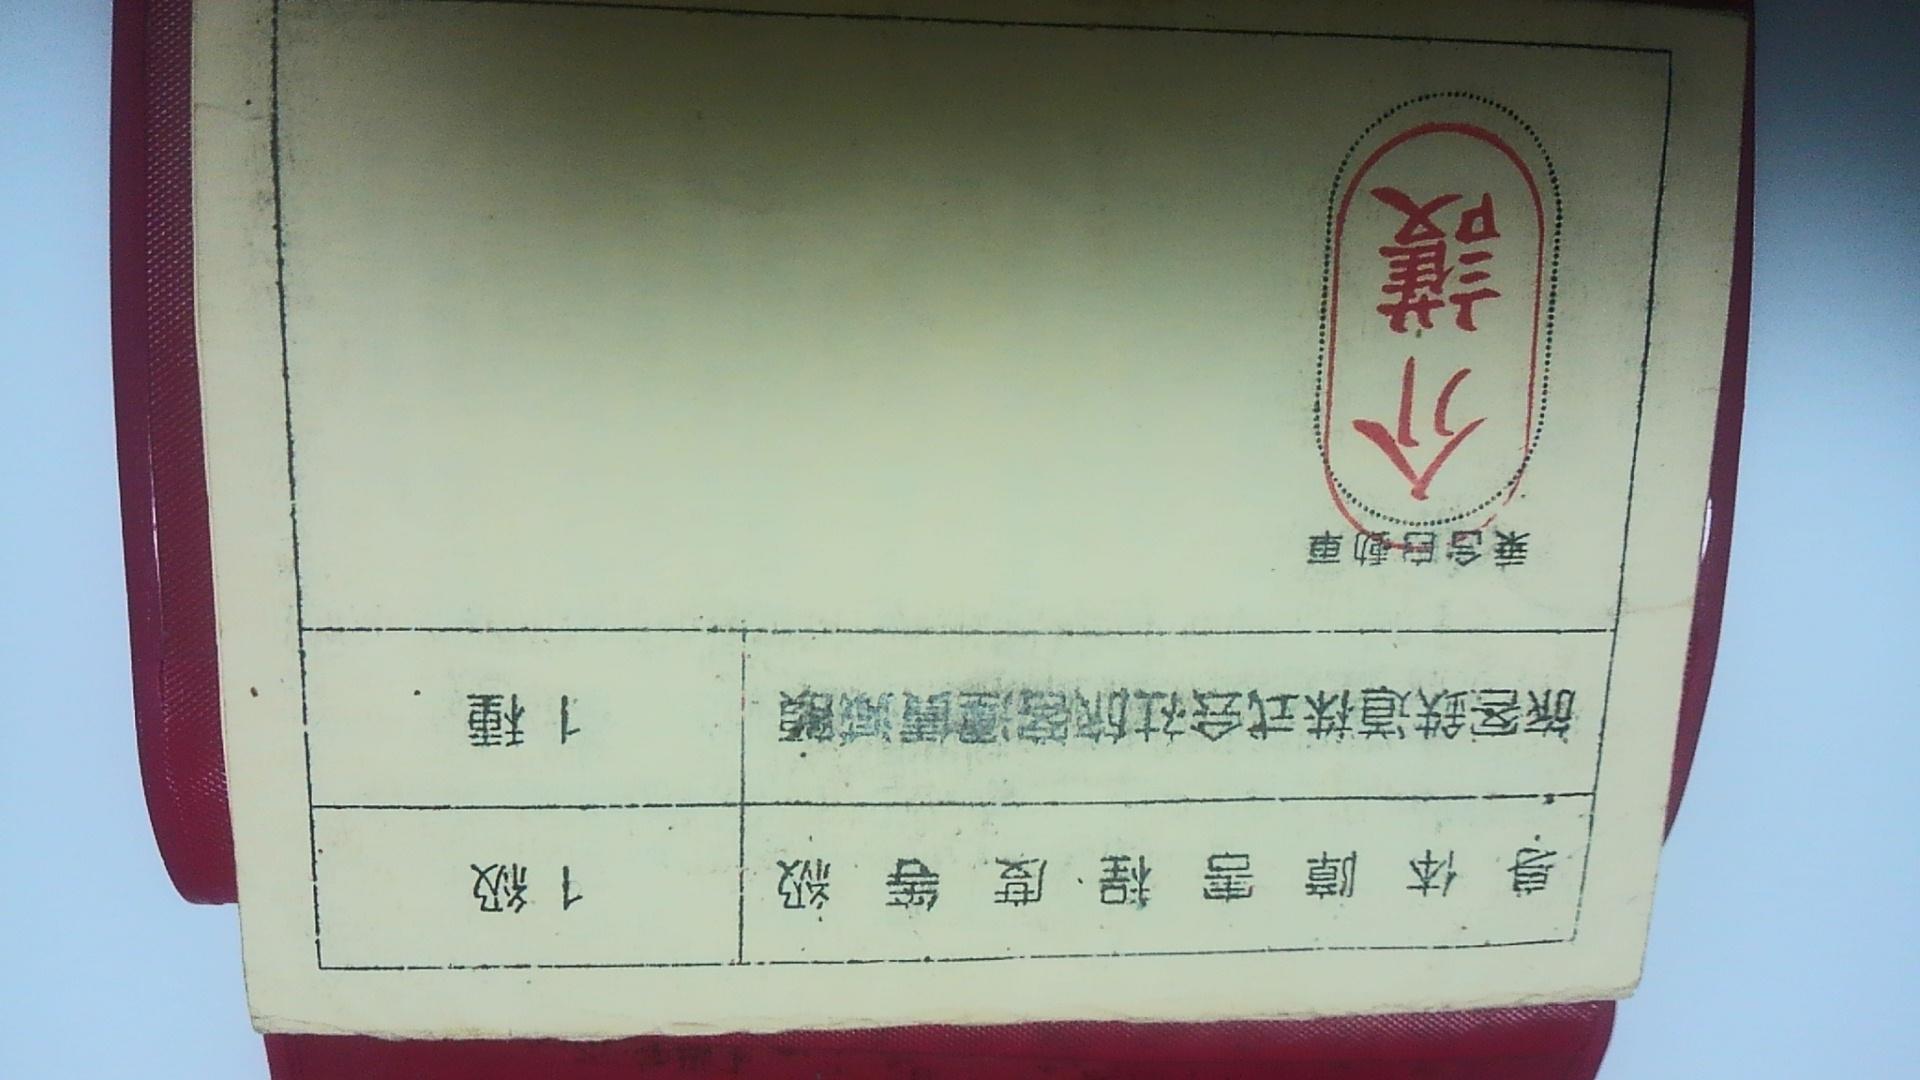 身体障害程度等級 1級
旅客鉄道株式会社旅客運賃減額 1種
乗合自動車
介護